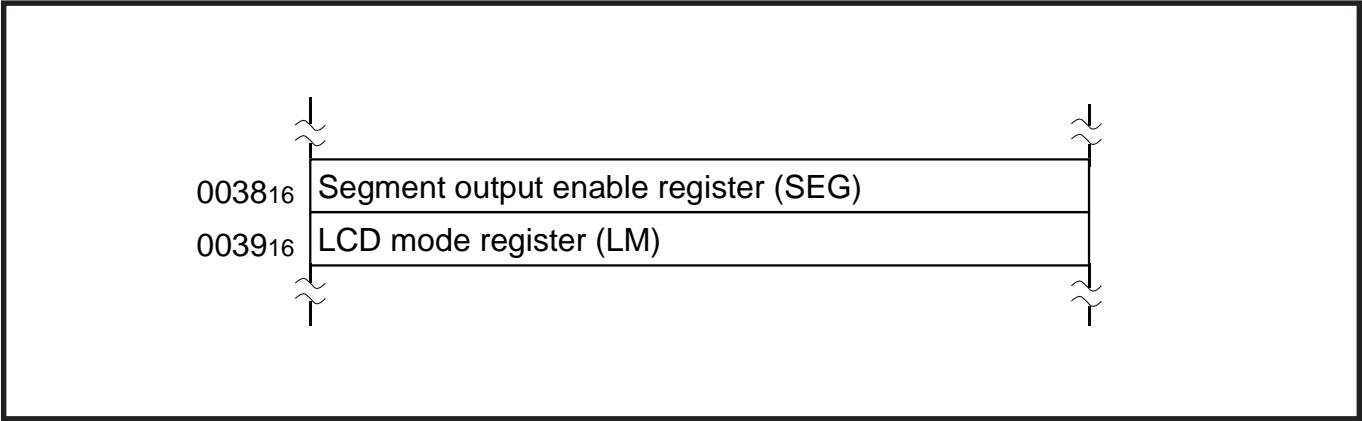 003816 Segment output enable register (SEG)
003916 LCD mode register (LM)